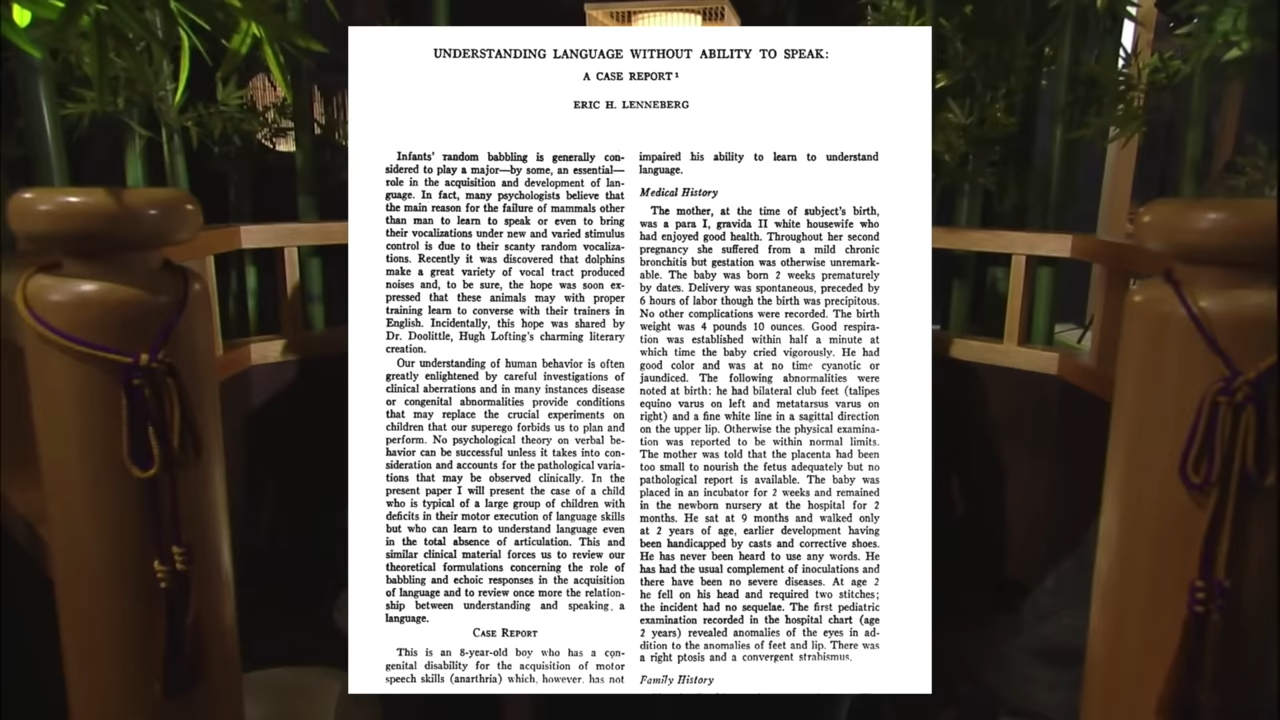 UNDERSTANDING LANGUAGE WITHOUT ABILITY TO SPEAK:
A CASE REPORT¹
ERIC H. LENNEBERG
Infants' random babbling is generally con-
sidered to play a major—by some, an essential—
role in the acquisition and development of lan-
guage. In fact, many psychologists believe that
the main reason for the failure of mammals other
than man to learn to speak or even to bring
their vocalizations under new and varied stimulus
control is due to their scanty random vocaliza-
tions. Recently it was discovered that dolphins
make a great variety of vocal tract produced
noises and, to be sure, the hope was soon ex-
pressed that these animals may with proper
training learn to converse with their trainers in
English. Incidentally, this hope was shared by
Dr. Doolittle, Hugh Lofting's charming literary
creation.
Our understanding of human behavior is often
greatly enlightened by careful investigations of
clinical aberrations and in many instances disease
or congenital abnormalities provide conditions
that may replace the crucial experiments on
children that our superego forbids us to plan and
perform. No psychological theory on verbal be-
havior can be successful unless it takes into con-
sideration and accounts for the pathological varia-
tions that may be observed clinically. In the
present paper I will present the case of a child
who is typical of a large group of children with
deficits in their motor execution of language skills
but who can learn to understand language even
in the total absence of articulation. This and
similar clinical material forces us to review our
theoretical formulations concerning the role of
babbling and echoic responses in the acquisition
of language and to review once more the relation-
ship between understanding and speaking, a
language.
CASE REPORT
This is an 8-year-old boy who has a con-
genital disability for the acquisition of motor
speech skills (anarthria) which, however, has not
impaired his ability to learn to understand
language.
Medical History
The mother, at the time of subject's birth,
was a para I, gravida II white housewife who
had enjoyed good health. Throughout her second
pregnancy she suffered from a mild chronic
bronchitis but gestation was otherwise unremark-
able. The baby was born 2 weeks prematurely
by dates. Delivery was spontaneous, preceded by
6 hours of labor though the birth was precipitous.
No other complications were recorded. The birth
weight was 4 pounds 10 ounces. Good respira-
tion was established within half a minute at
which time the baby cried vigorously. He had
good color and was at no time cyanotic or
jaundiced. The following abnormalities were
noted at birth: he had bilateral club feet (talipes
equino varus on left and metatarsus varus on
right) and a fine white line in a sagittal direction
on the upper lip. Otherwise the physical examina-
tion was reported to be within normal limits.
The mother was told that the placenta had been
too small to nourish the fetus adequately but no
pathological report is available. The baby was
placed in an incubator for 2 weeks and remained
in the newborn nursery at the hospital for 2
months. He sat at 9 months and walked only
at 2 years of age, earlier development having
been handicapped by casts and corrective shoes.
He has never been heard to use any words. He
has had the usual complement of inoculations and
there have been no severe diseases. At age 2
he fell on his head and required two stitches;
the incident had no sequelae. The first pediatric
examination recorded in the hospital chart (age
2 years) revealed anomalies of the eyes in ad-
dition to the anomalies of feet and lip. There was
a right ptosis and a convergent strabismus.
Family History